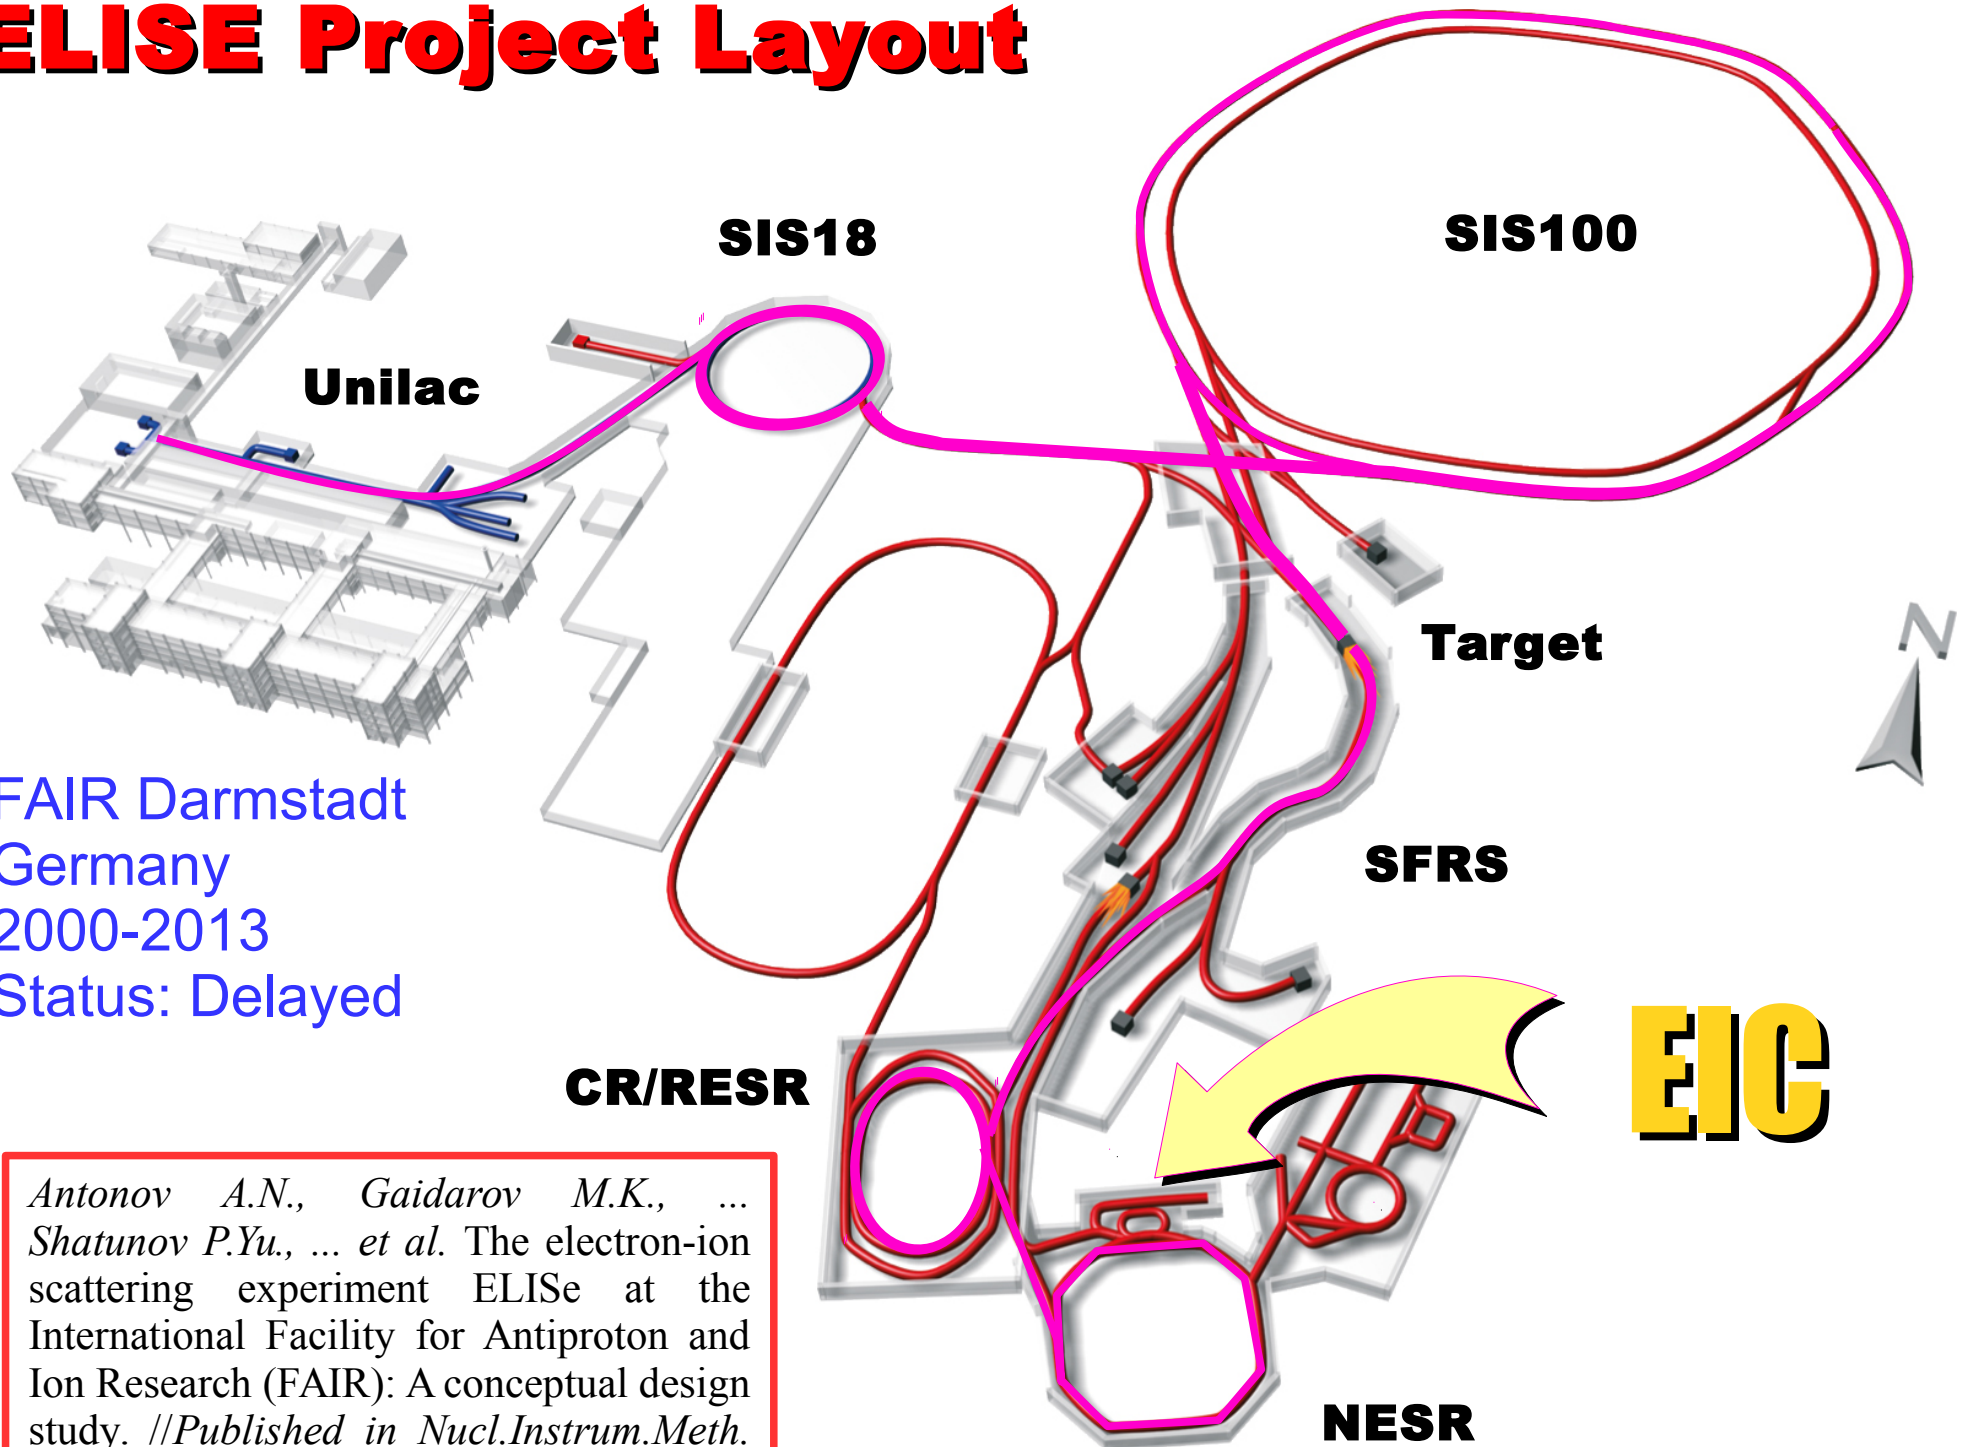 ELISE Project Layout
SIS18
SIS100
Unilac
Target
N
FAIR Darmstadt
Germany
2000-2013
Status: Delayed
SFRS
EIC
CR/RESR
Antonov A.N., Gaidarov M.K., ...
Shatunov P.Yu., ... et al. The electron-ion
scattering experiment ELISe at the
International Facility for Antiproton and
Ion Research (FAIR): A conceptual design
study. //Published in Nucl.Instrum.Meth.
NESR